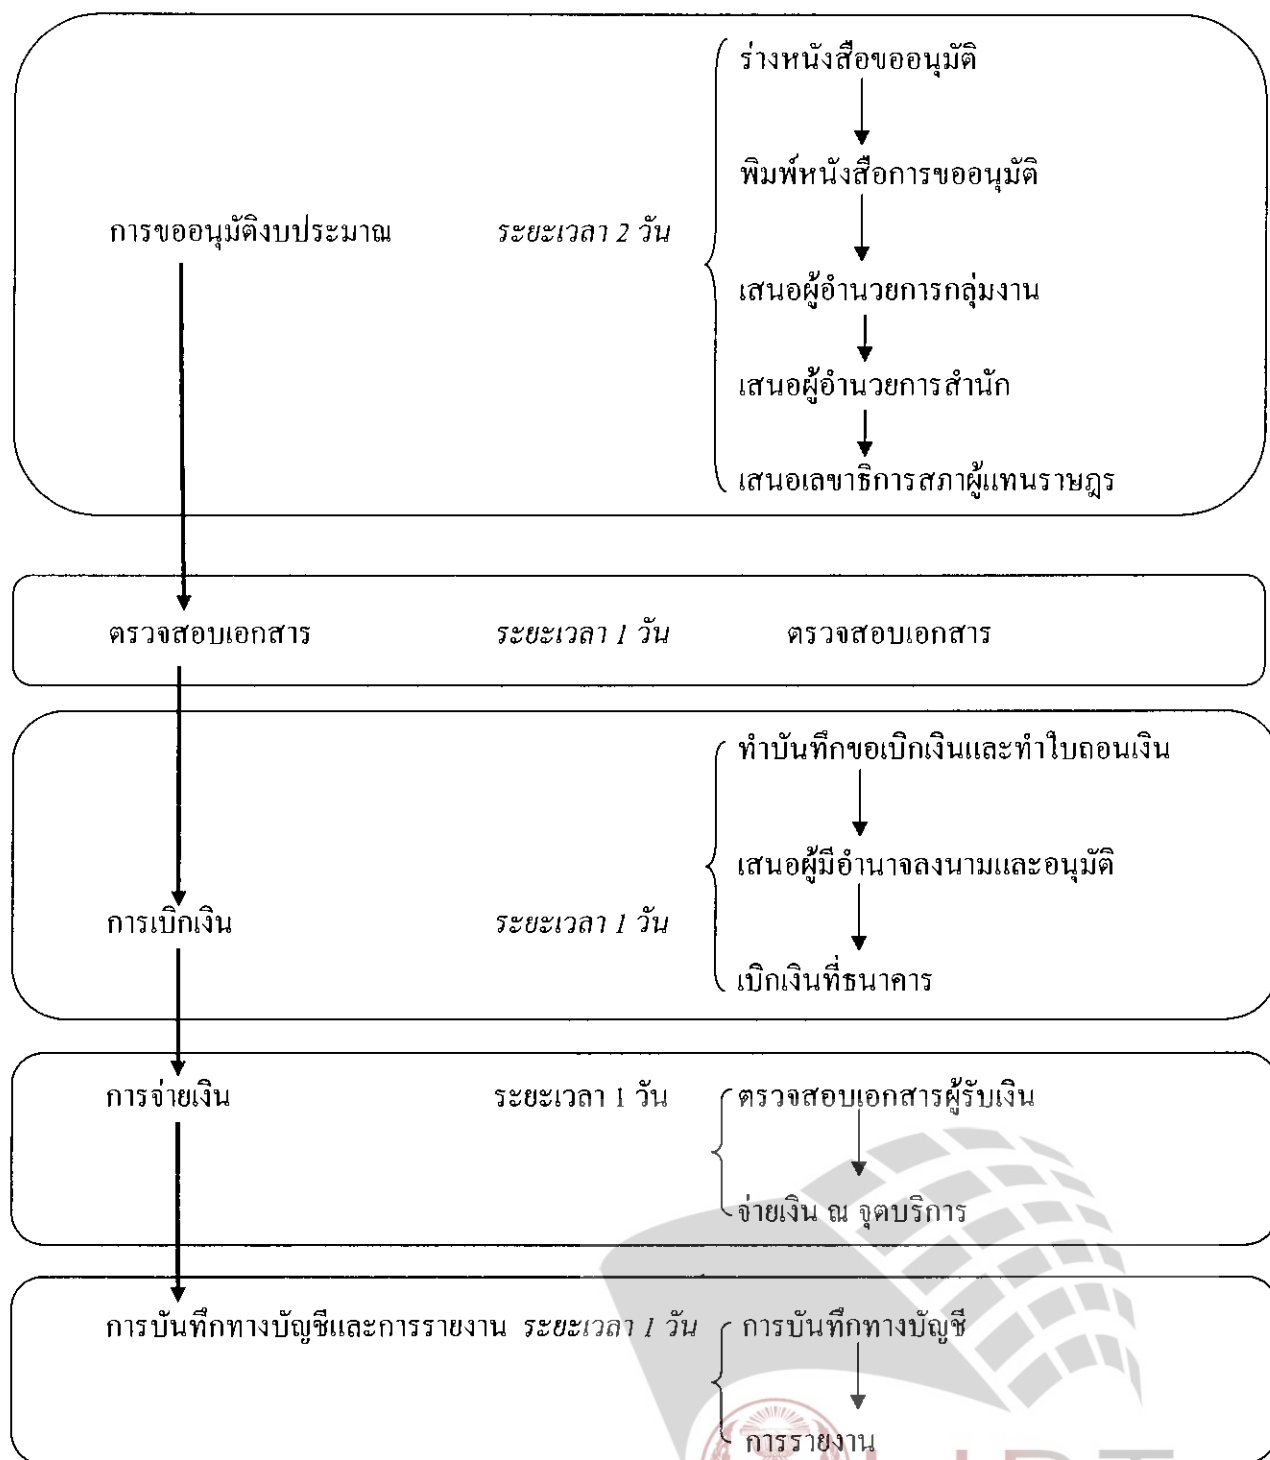 ร่างหนังสือขออนุมัติ
พิมพ์หนังสือการขออนุมัติ
การขออนุมัติงบประมาณ ระยะเวลา 2 วัน
เสนอผู้อำนวยการกลุ่มงาน
เสนอผู้อำนวยการสำนัก
เสนอเลขาธิการสภาผู้แทนราษฎร
ตรวจสอบเอกสาร ระยะเวลา 1 วัน ตรวจสอบเอกสาร
ทำบันทึกขอเบิกเงินและทำใบถอนเงิน
เสนอผู้มีอำนาจลงนามและอนุมัติ
การเบิกเงิน ระยะเวลา 1 วัน
เบิกเงินที่ธนาคาร
การจ่ายเงิน ระยะเวลา 1 วัน ตรวจสอบเอกสารผู้รับเงิน
จ่ายเงิน ณ จุดบริการ
การบันทึกทางบัญชีและการรายงาน ระยะเวลา 1 วัน การบันทึกทางบัญชี
การรายงาน